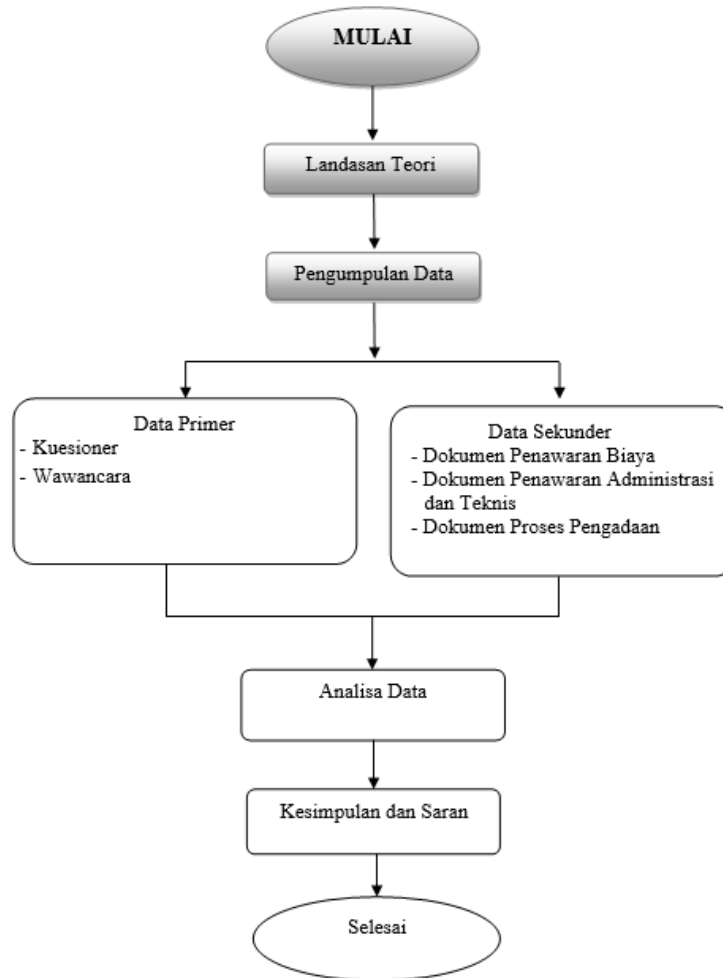 MULAI
Landasan Teori
Pengumpulan Data
Data Primer
- Kuesioner
- Wawancara
Data Sekunder
- Dokumen Penawaran Biaya
- Dokumen Penawaran Administrasi
dan Teknis
- Dokumen Proses Pengadaan
Analisa Data
Kesimpulan dan Saran
Selesai